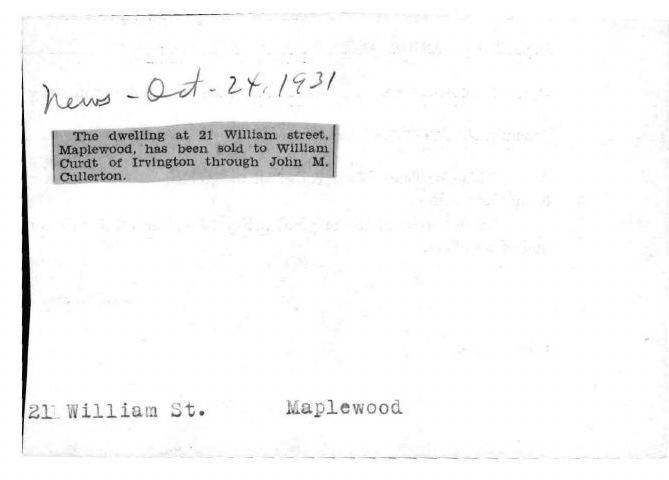 News - Oct. 24, 1931
The dwelling at 21 William street,
Maplewood, has been sold to William
Curdt of Irvington through John M.
Cullerton.
21 William St. Maplewood